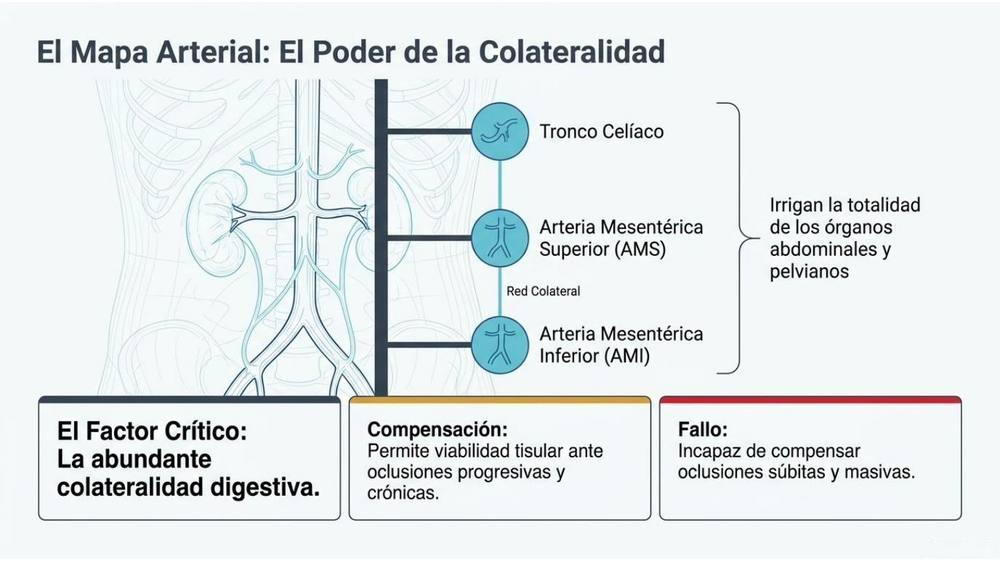 El Mapa Arterial: El Poder de la Colateralidad
Tronco Celíaco
Arteria Mesentérica
Superior (AMS)
Red Colateral
Arteria Mesentérica
Inferior (AMI)
Irrigan la totalidad
de los órganos
abdominales y
pelvianos
El Factor Crítico:
La abundante
colateralidad digestiva.
Compensación:
Permite viabilidad tisular ante
oclusiones progresivas y
crónicas.
Fallo:
Incapaz de compensar
oclusiones súbitas y masivas.